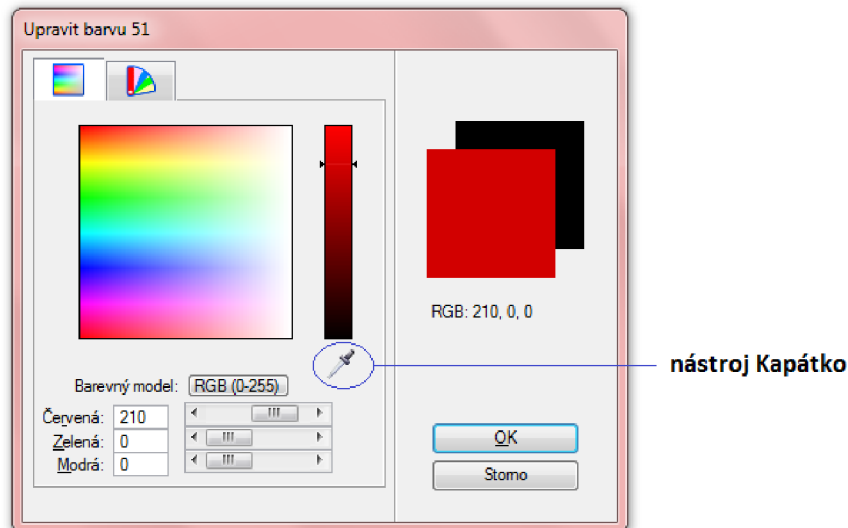 Upravit barvu 51
RGB: 210, 0, 0
nástroj Kapátko
Barevný model: RGB (0-255)
Červená: 210
Zelená: 0
Modrá: 0
OK
Storno